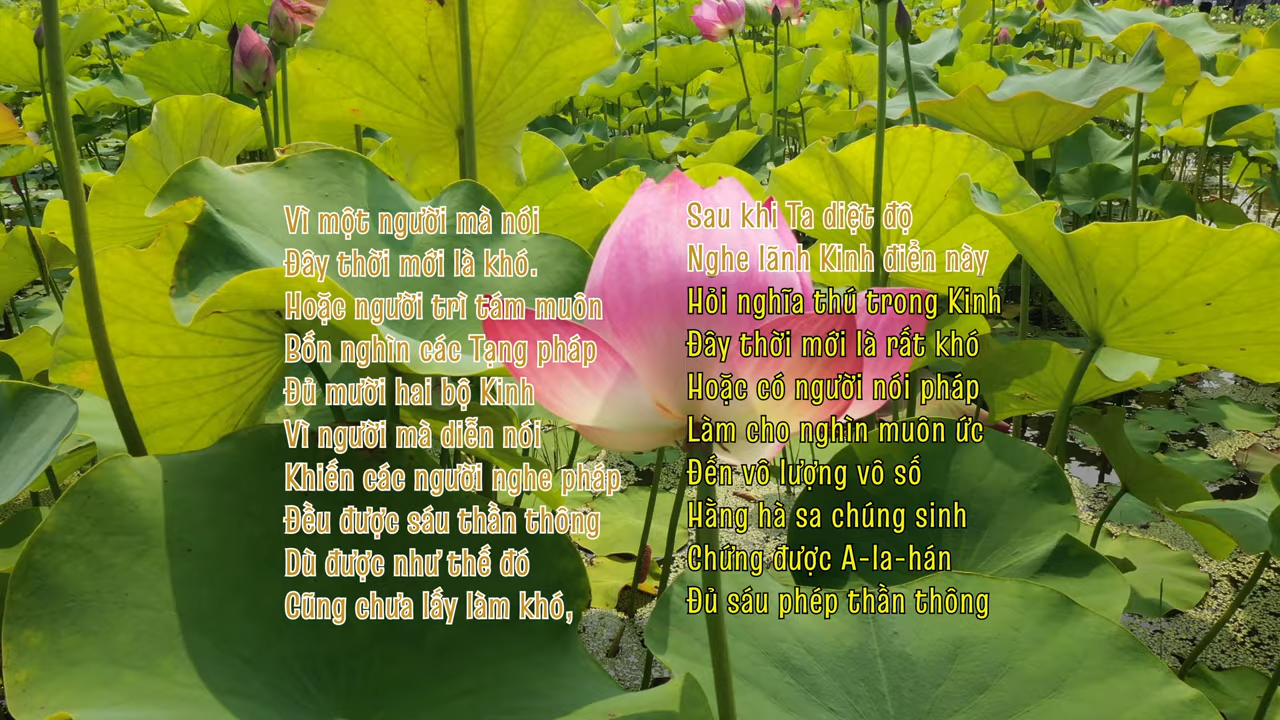 Vì một người mà nói
Đây thời mới là khó.
Hoặc người trì tám muôn
Bốn nghìn các Tạng pháp
Đủ mười hai bộ Kinh
Vì người mà diễn nói
Khiến các người nghe pháp
Đều được sáu thần thông
Dù được như thế đó
Cũng chưa lấy làm khó,
Sau khi Ta diệt độ
Nghe lãnh Kinh điển này
Hỏi nghĩa thú trong Kinh
Đây thời mới là rất khó
Hoặc có người nói pháp
Làm cho nghìn muôn ức
Đến vô lượng vô số
Hằng hà sa chúng sinh
Chứng được A-la-hán
Đủ sáu phép thần thông